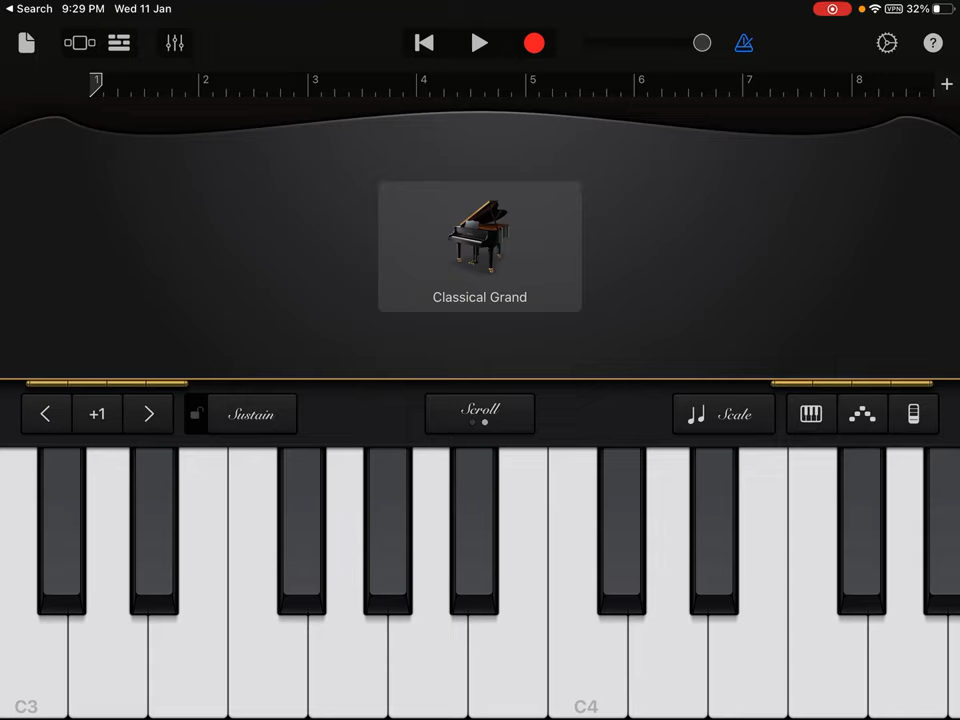 Search 9:29 PM Wed 11 Jan VPN 32%
?
1 2 3 4 5 6 7 8 +
Classical Grand
+1 Sustain Scroll Scale
C3 C4